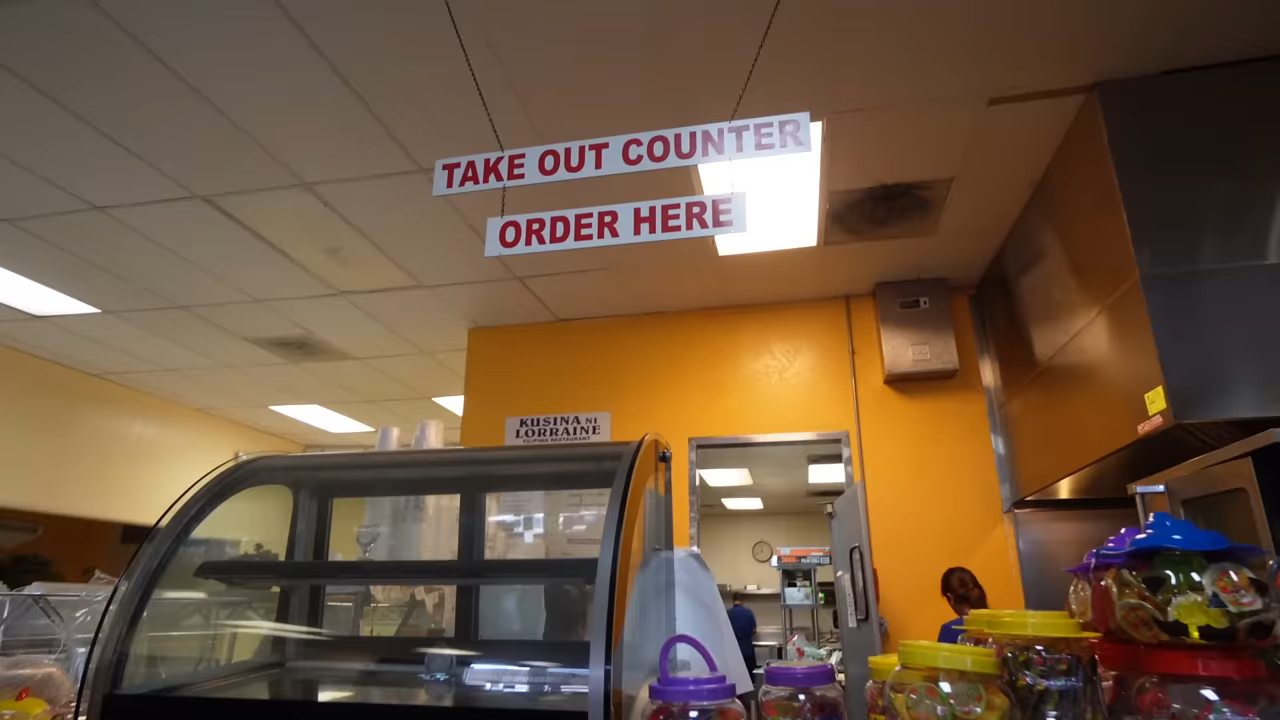 TAKE OUT COUNTER
ORDER HERE
KUSINA NI
LORRAINE
FILIPINO RESTAURANT